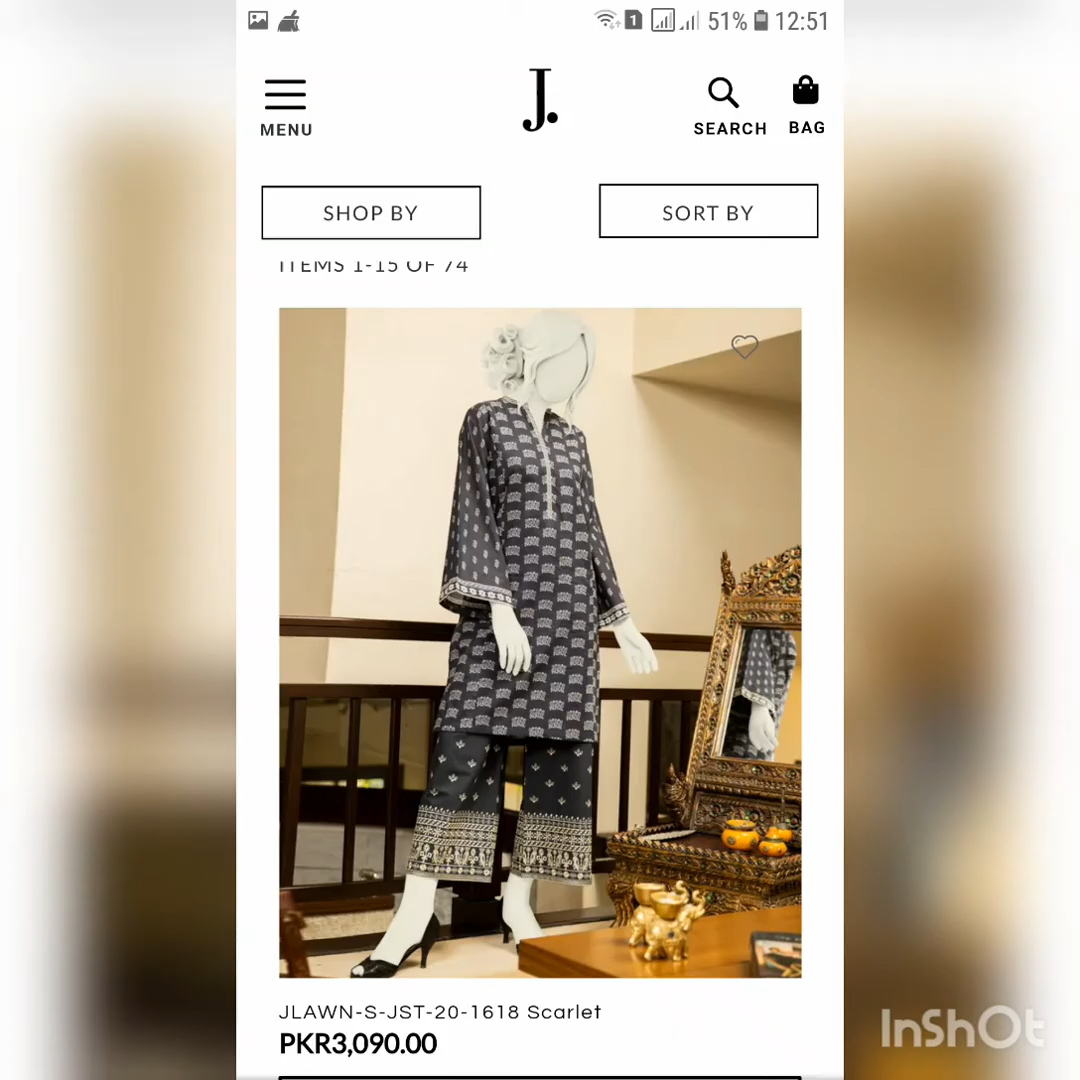 1 51% 12:51
J.
MENU
SEARCH BAG
SHOP BY
SORT BY
ITEMS 1-15 OF 74
JLAWN-S-JST-20-1618 Scarlet
PKR3,090.00
InShOt